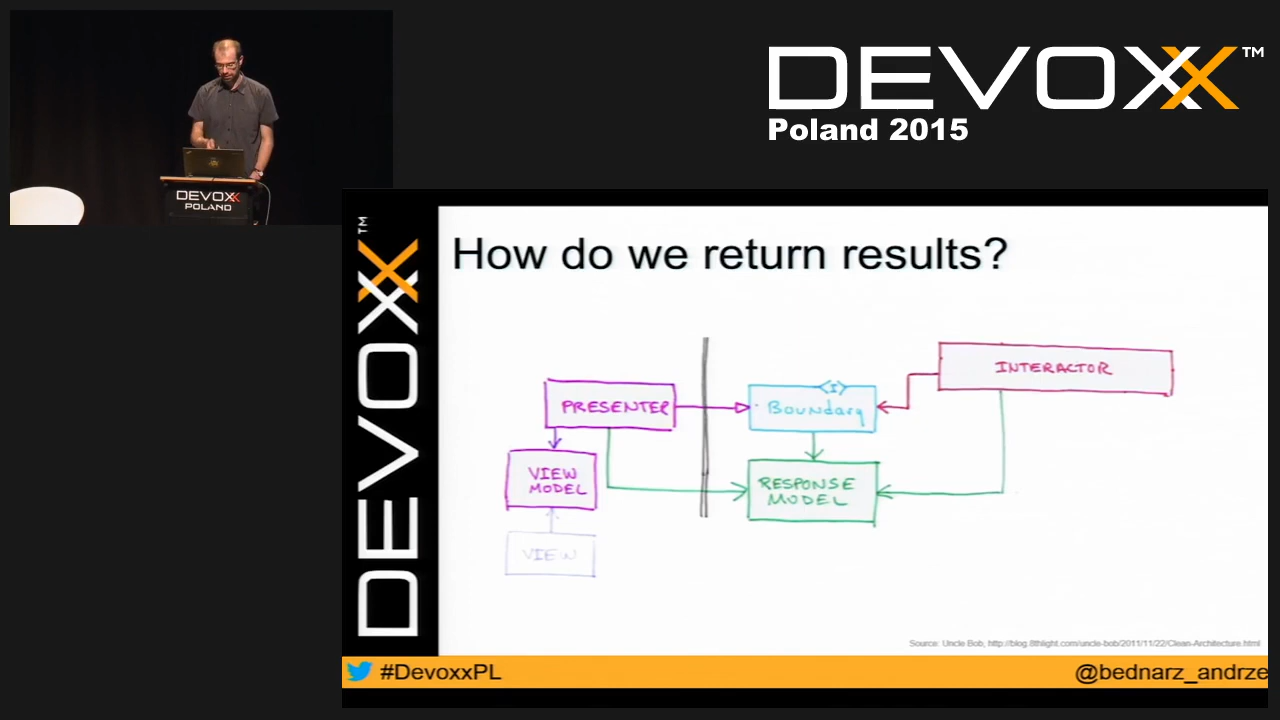 DEVOXX™
Poland 2015
DEVOXX
POLAND
DEVOXX™
How do we return results?
INTERACTOR
<I>
PRESENTER
Boundary
VIEW
MODEL
RESPONSE
MODEL
VIEW
Source: Uncle Bob, http://blog.8thlight.com/uncle-bob/2011/11/22/Clean-Architecture.html
#DevoxxPL
@bednarz_andrze